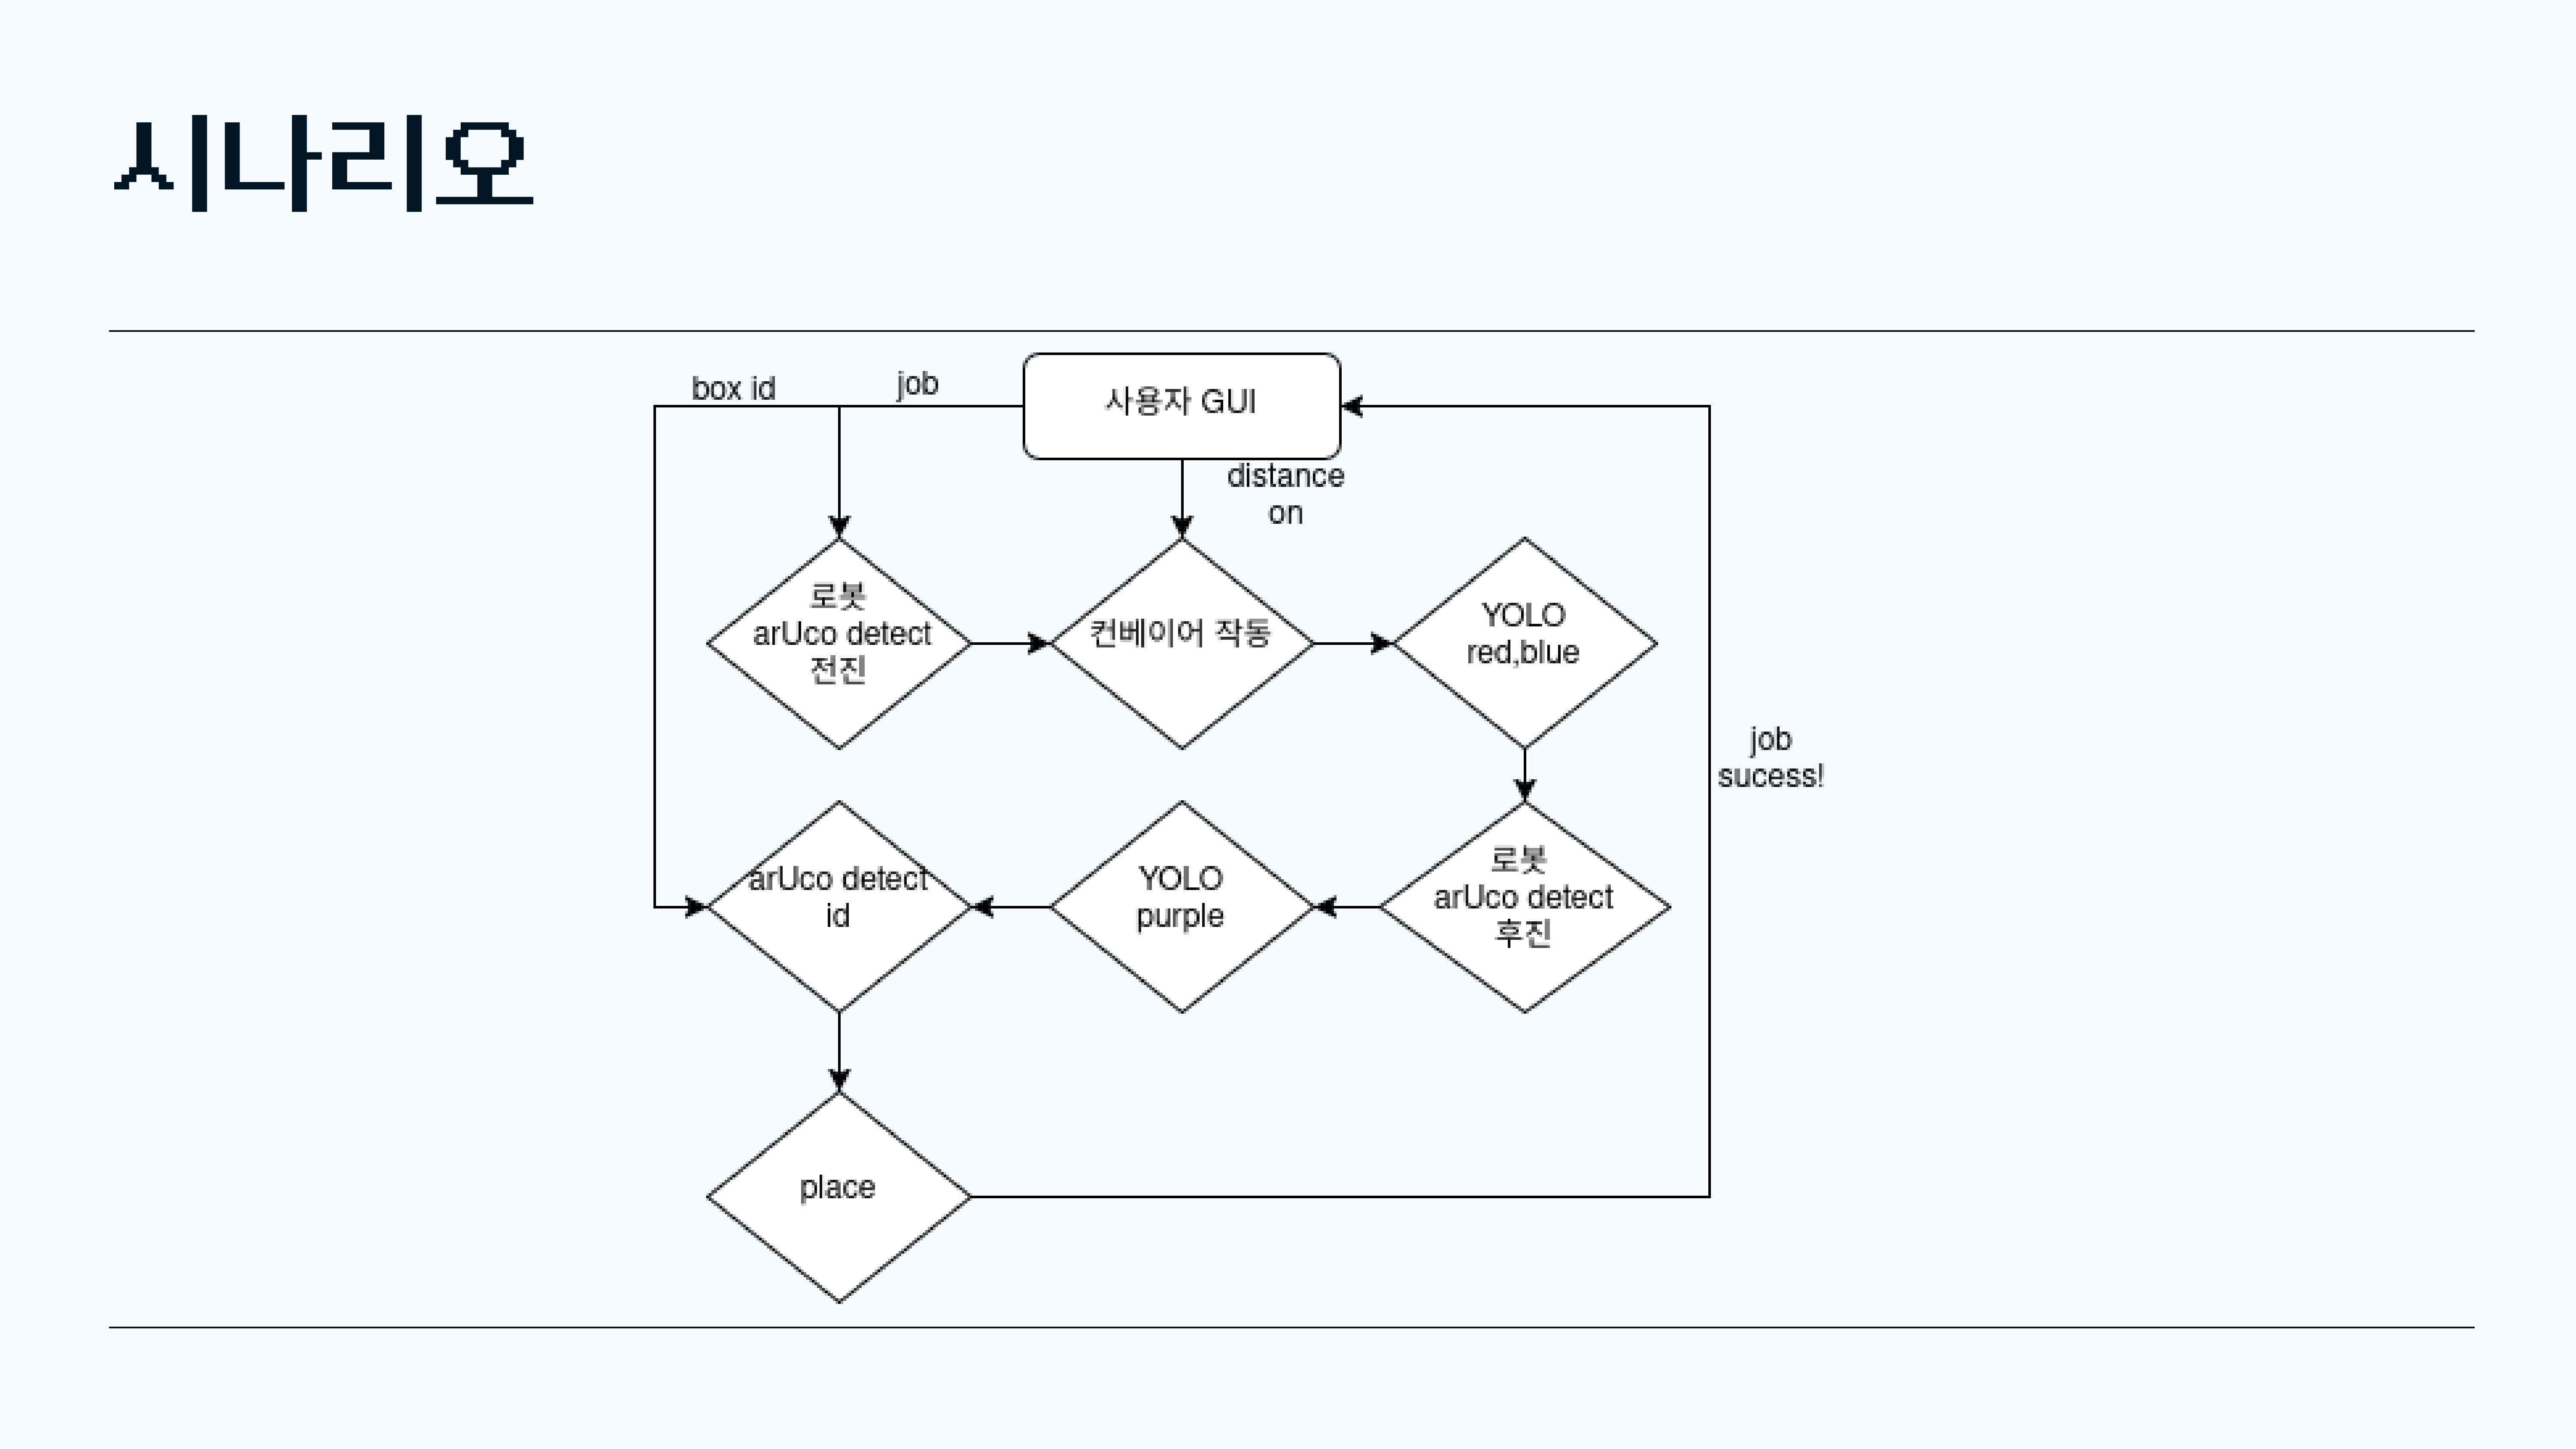 시나리오
box id
job
사용자 GUI
distance
on
로봇
arUco detect
전진
컨베이어 작동
YOLO
red,blue
job
sucess!
arUco detect
id
YOLO
purple
로봇
arUco detect
후진
place